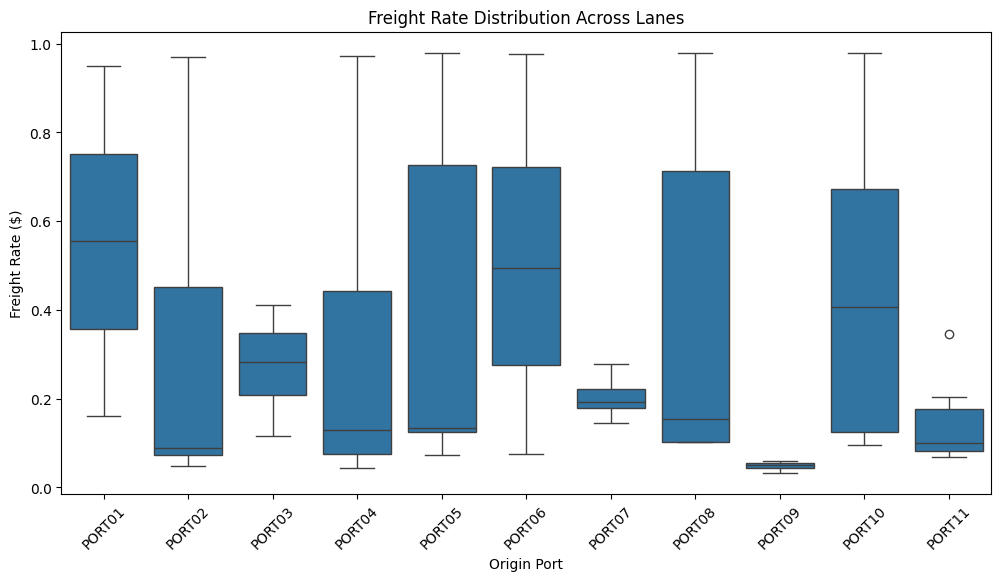 Freight Rate Distribution Across Lanes
Freight Rate ($)
1.0
0.8
0.6
0.4
0.2
0.0
PORT01
PORT02
PORT03
PORT04
PORT05
PORT06
PORT07
PORT08
PORT09
PORT10
PORT11
Origin Port